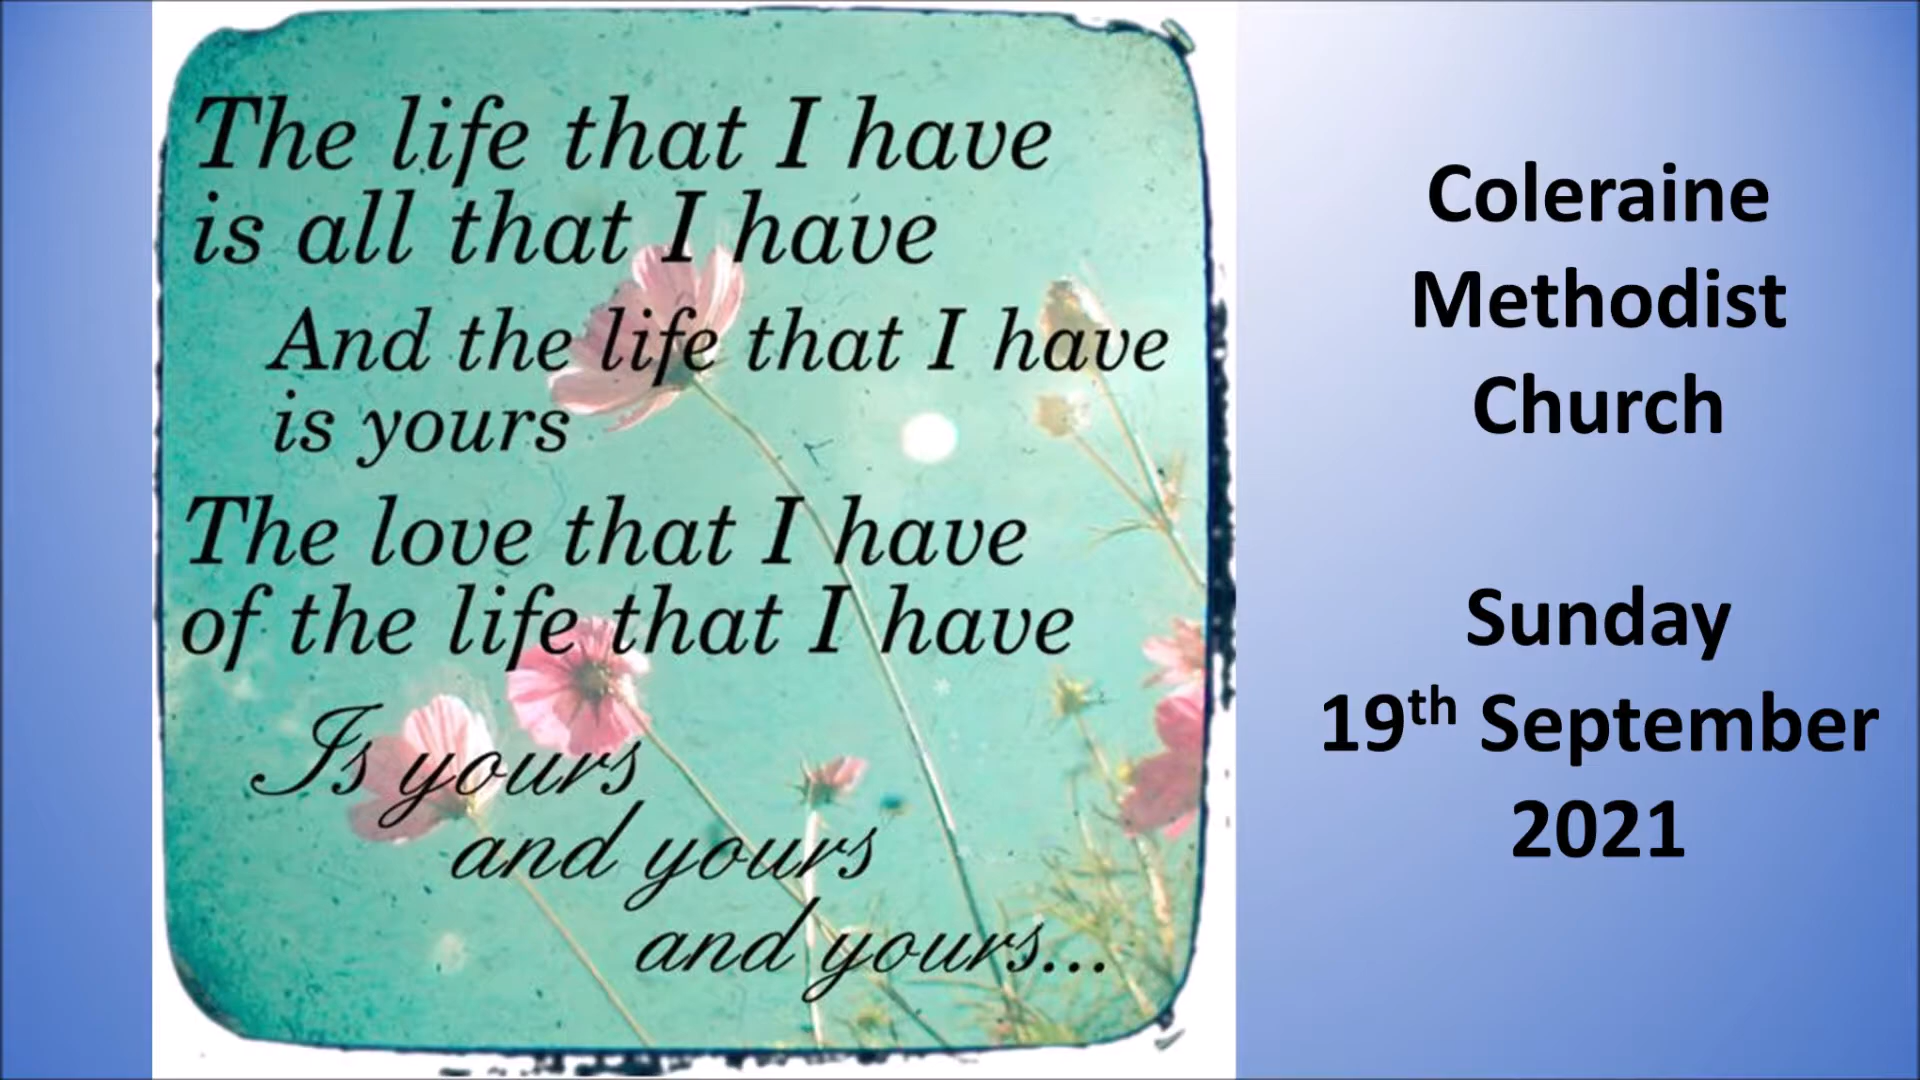 The life that I have
is all that I have
And the life that I have
is yours
The love that I have
of the life that I have
Is yours
and yours
and yours...
Coleraine
Methodist
Church
Sunday
19th September
2021